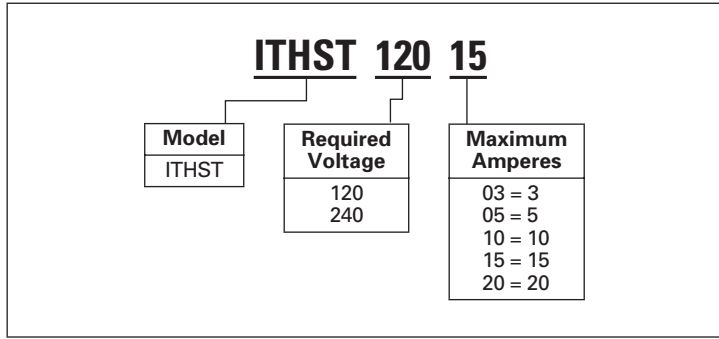 ITHST 120 15
Model
ITHST
Required
Voltage
120
240
Maximum
Amperes
03 = 3
05 = 5
10 = 10
15 = 15
20 = 20